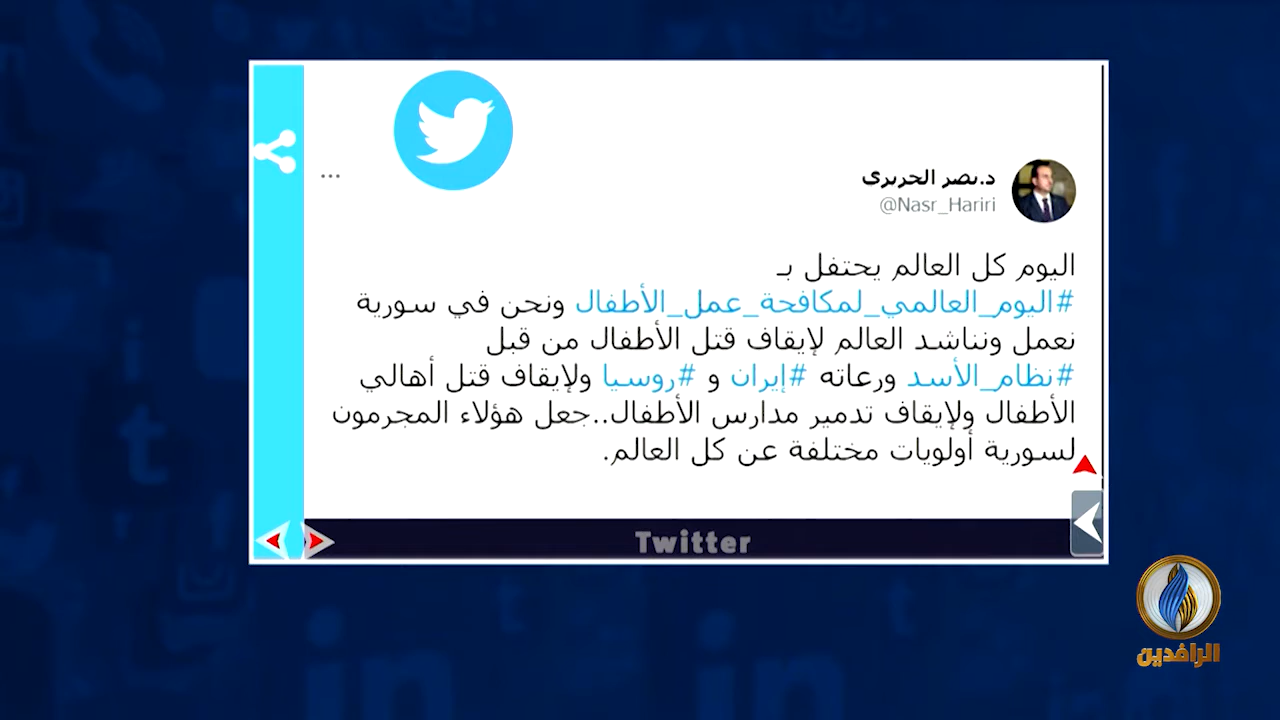 د.نصر الحريري
@Nasr_Hariri
اليوم كل العالم يحتفل بـ
#اليوم_العالمي_لمكافحة_عمل_الأطفال ونحن في سورية
نعمل ونناشد العالم لإيقاف قتل الأطفال من قبل
#نظام_الأسد ورعاته #إيران و #روسيا ولإيقاف قتل أهالي
الأطفال ولإيقاف تدمير مدارس الأطفال..جعل هؤلاء المجرمون
لسورية أولويات مختلفة عن كل العالم.
Twitter
الرافدين